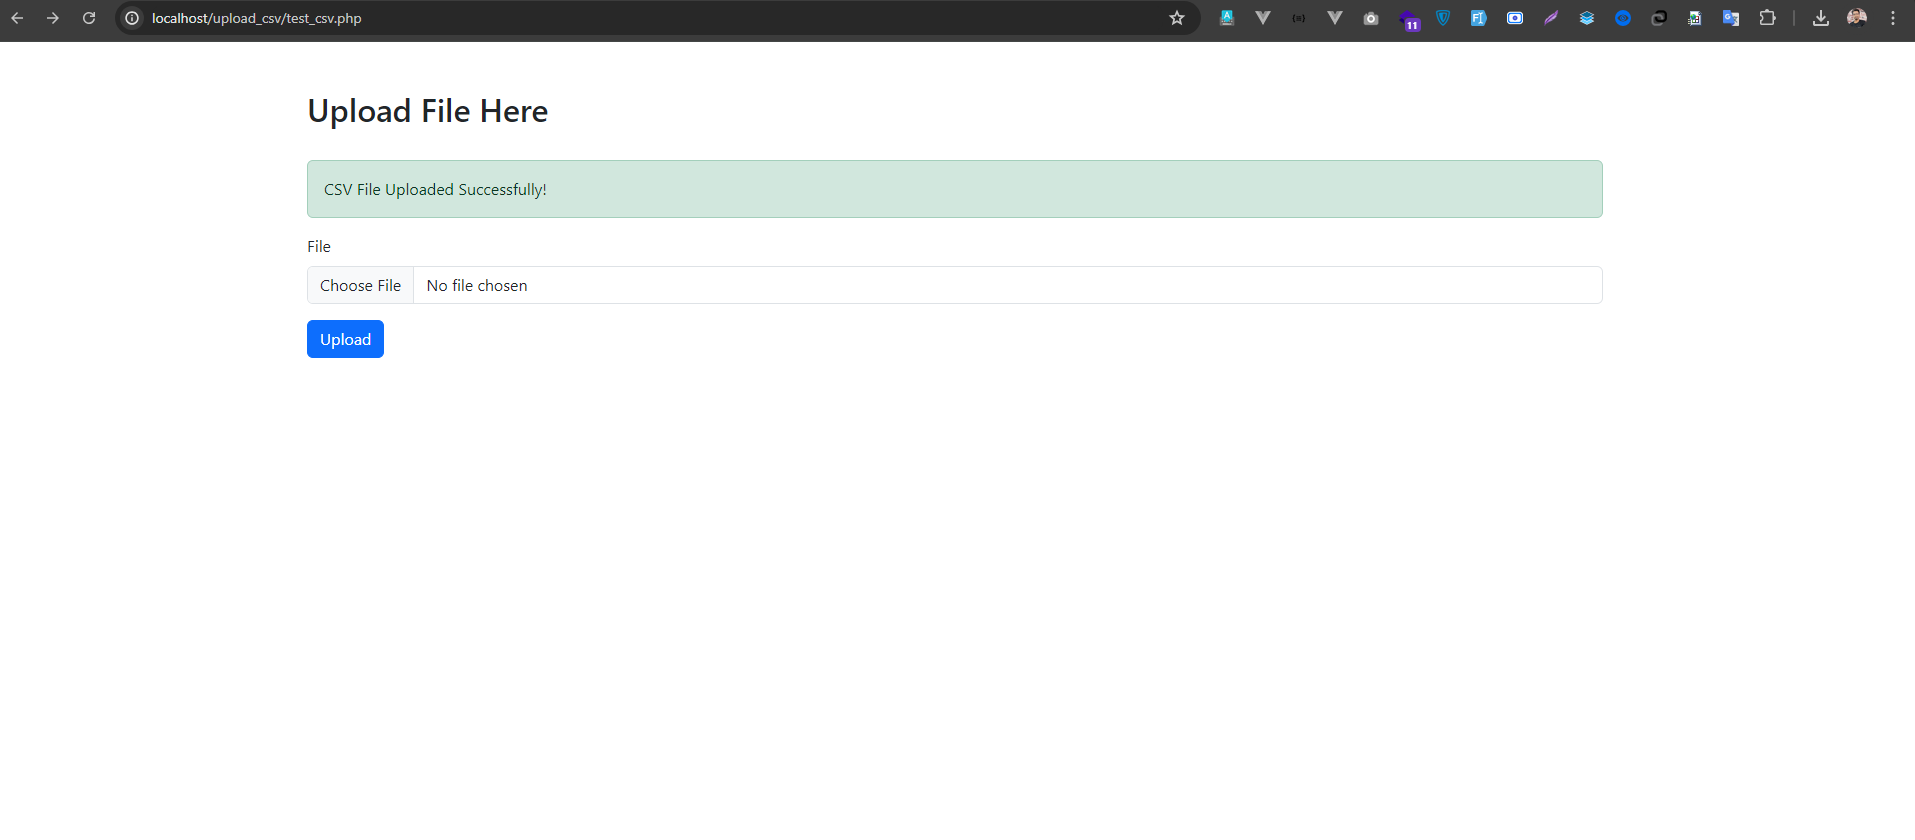 localhost/upload_csv/test_csv.php
11
Upload File Here
CSV File Uploaded Successfully!
File
Choose File No file chosen
Upload